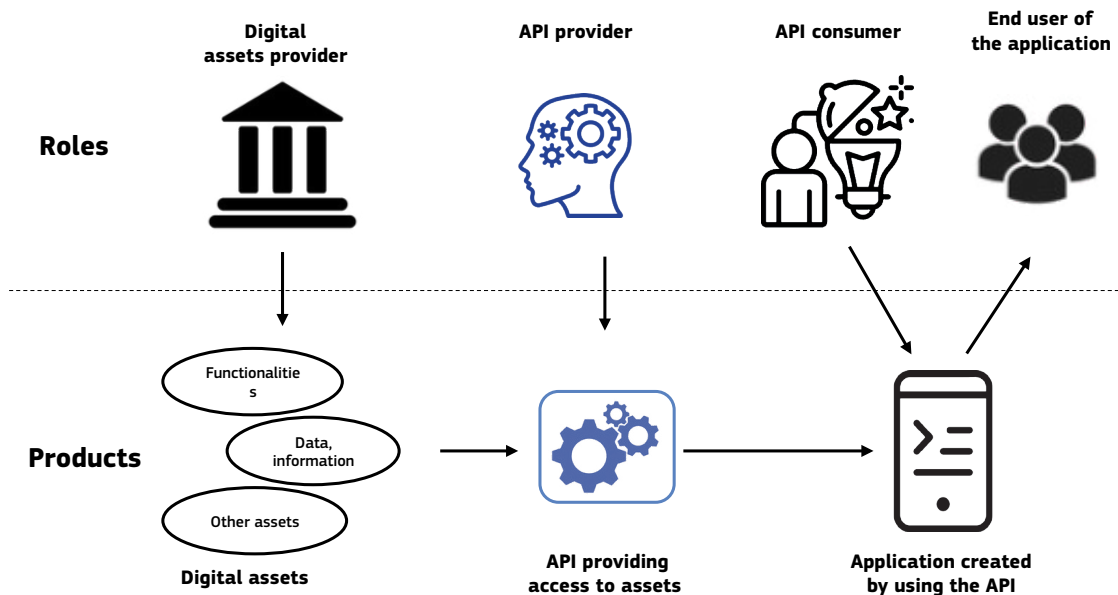 Digital
assets provider
API provider
API consumer
End user of
the application
Roles
Functionalitie
s
Data,
information
Other assets
Products
Digital assets
API providing
access to assets
Application created
by using the API